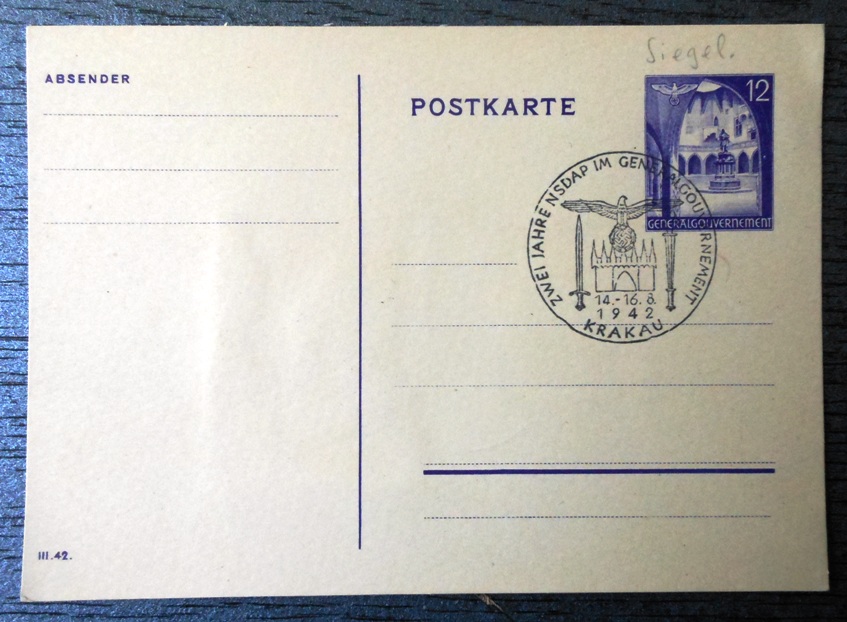 Siegel.
ABSENDER
POSTKARTE
12
GENERALGOUVERNEMENT
ZWEI JAHRE NSDAP IM GENERALGOUVERNEMENT
14.-16.8.
1942
KRAKAU
III.42.